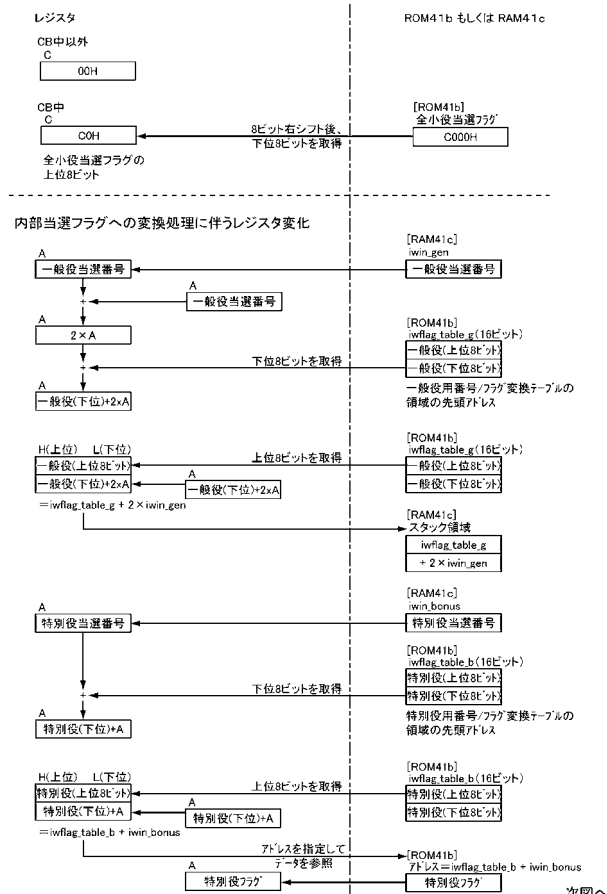 レジスタ
ROM41b もしくは RAM41c
CB中以外
C
00H
CB中
C
C0H
8ビット右シフト後、
下位8ビットを取得
[ROM41b]
全小役当選フラグ
C000H
全小役当選フラグの
上位8ビット
内部当選フラグへの変換処理に伴うレジスタ変化
A
一般役当選番号
[RAM41c]
iwin_gen
一般役当選番号
+
A
一般役当選番号
A
2×A
+
下位8ビットを取得
[ROM41b]
iwflag_table_g(16ビット)
一般役(上位8ビット)
一般役(下位8ビット)
一般役用番号/フラグ変換テーブルの
領域の先頭アドレス
A
一般役(下位)+2xA
H(上位) L(下位)
一般役(上位8ビット)
一般役(下位)+2xA
上位8ビットを取得
A
一般役(下位)+2xA
[ROM41b]
iwflag_table_g(16ビット)
一般役(上位8ビット)
一般役(下位8ビット)
=iwflag_table_g + 2×iwin_gen
[RAM41c]
スタック領域
iwflag_table_g
+ 2×iwin_gen
A
特別役当選番号
[RAM41c]
iwin_bonus
特別役当選番号
+
下位8ビットを取得
[ROM41b]
iwflag_table_b(16ビット)
特別役(上位8ビット)
特別役(下位8ビット)
特別役用番号/フラグ変換テーブルの
領域の先頭アドレス
A
特別役(下位)+A
H(上位) L(下位)
特別役(上位8ビット)
特別役(下位)+A
上位8ビットを取得
A
特別役(下位)+A
[ROM41b]
iwflag_table_b(16ビット)
特別役(上位8ビット)
特別役(下位8ビット)
=iwflag_table_b + iwin_bonus
アドレスを指定して
データを参照
[ROM41b]
アドレス=iwflag_table_b + iwin_bonus
A
特別役フラグ
特別役フラグ
次図へ